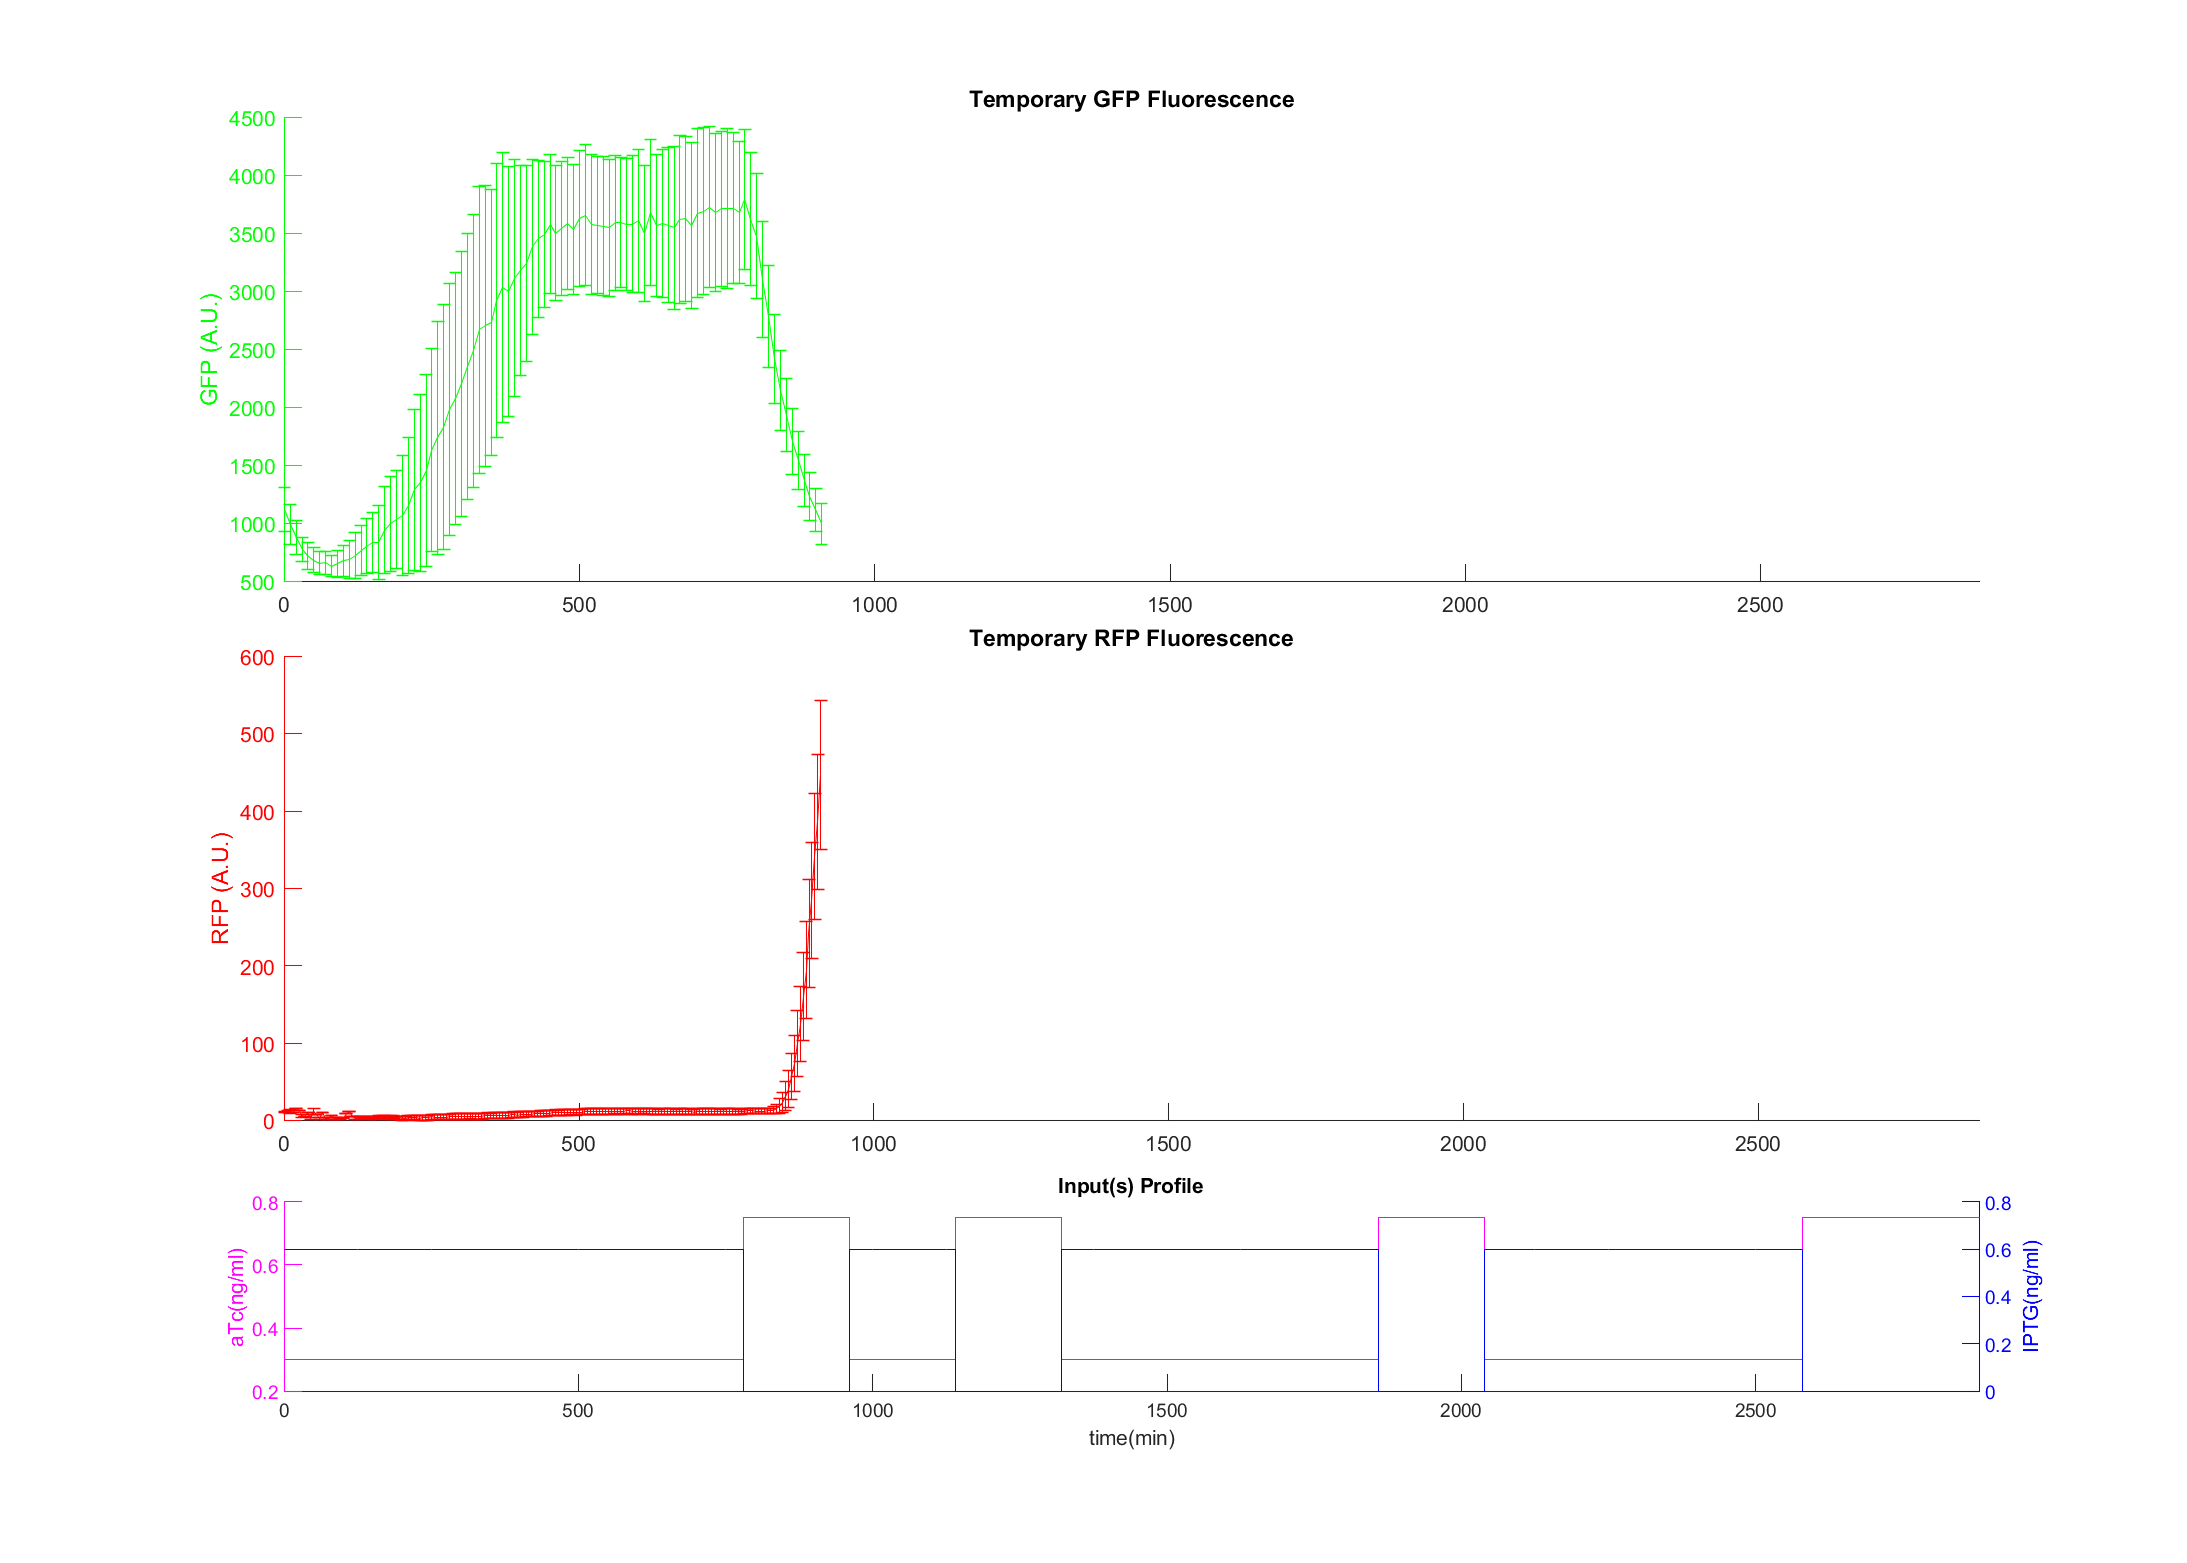 Temporary GFP Fluorescence
4500
4000
3500
3000
2500
2000
1500
1000
500
GFP (A.U.)
0 500 1000 1500 2000 2500
Temporary RFP Fluorescence
600
500
400
300
200
100
0
RFP (A.U.)
0 500 1000 1500 2000 2500
Input(s) Profile
0.8
0.6
0.4
0.2
aTc(ng/ml)
0.8
0.6
0.4
0.2
0
IPTG(ng/ml)
0 500 1000 1500 2000 2500
time(min)